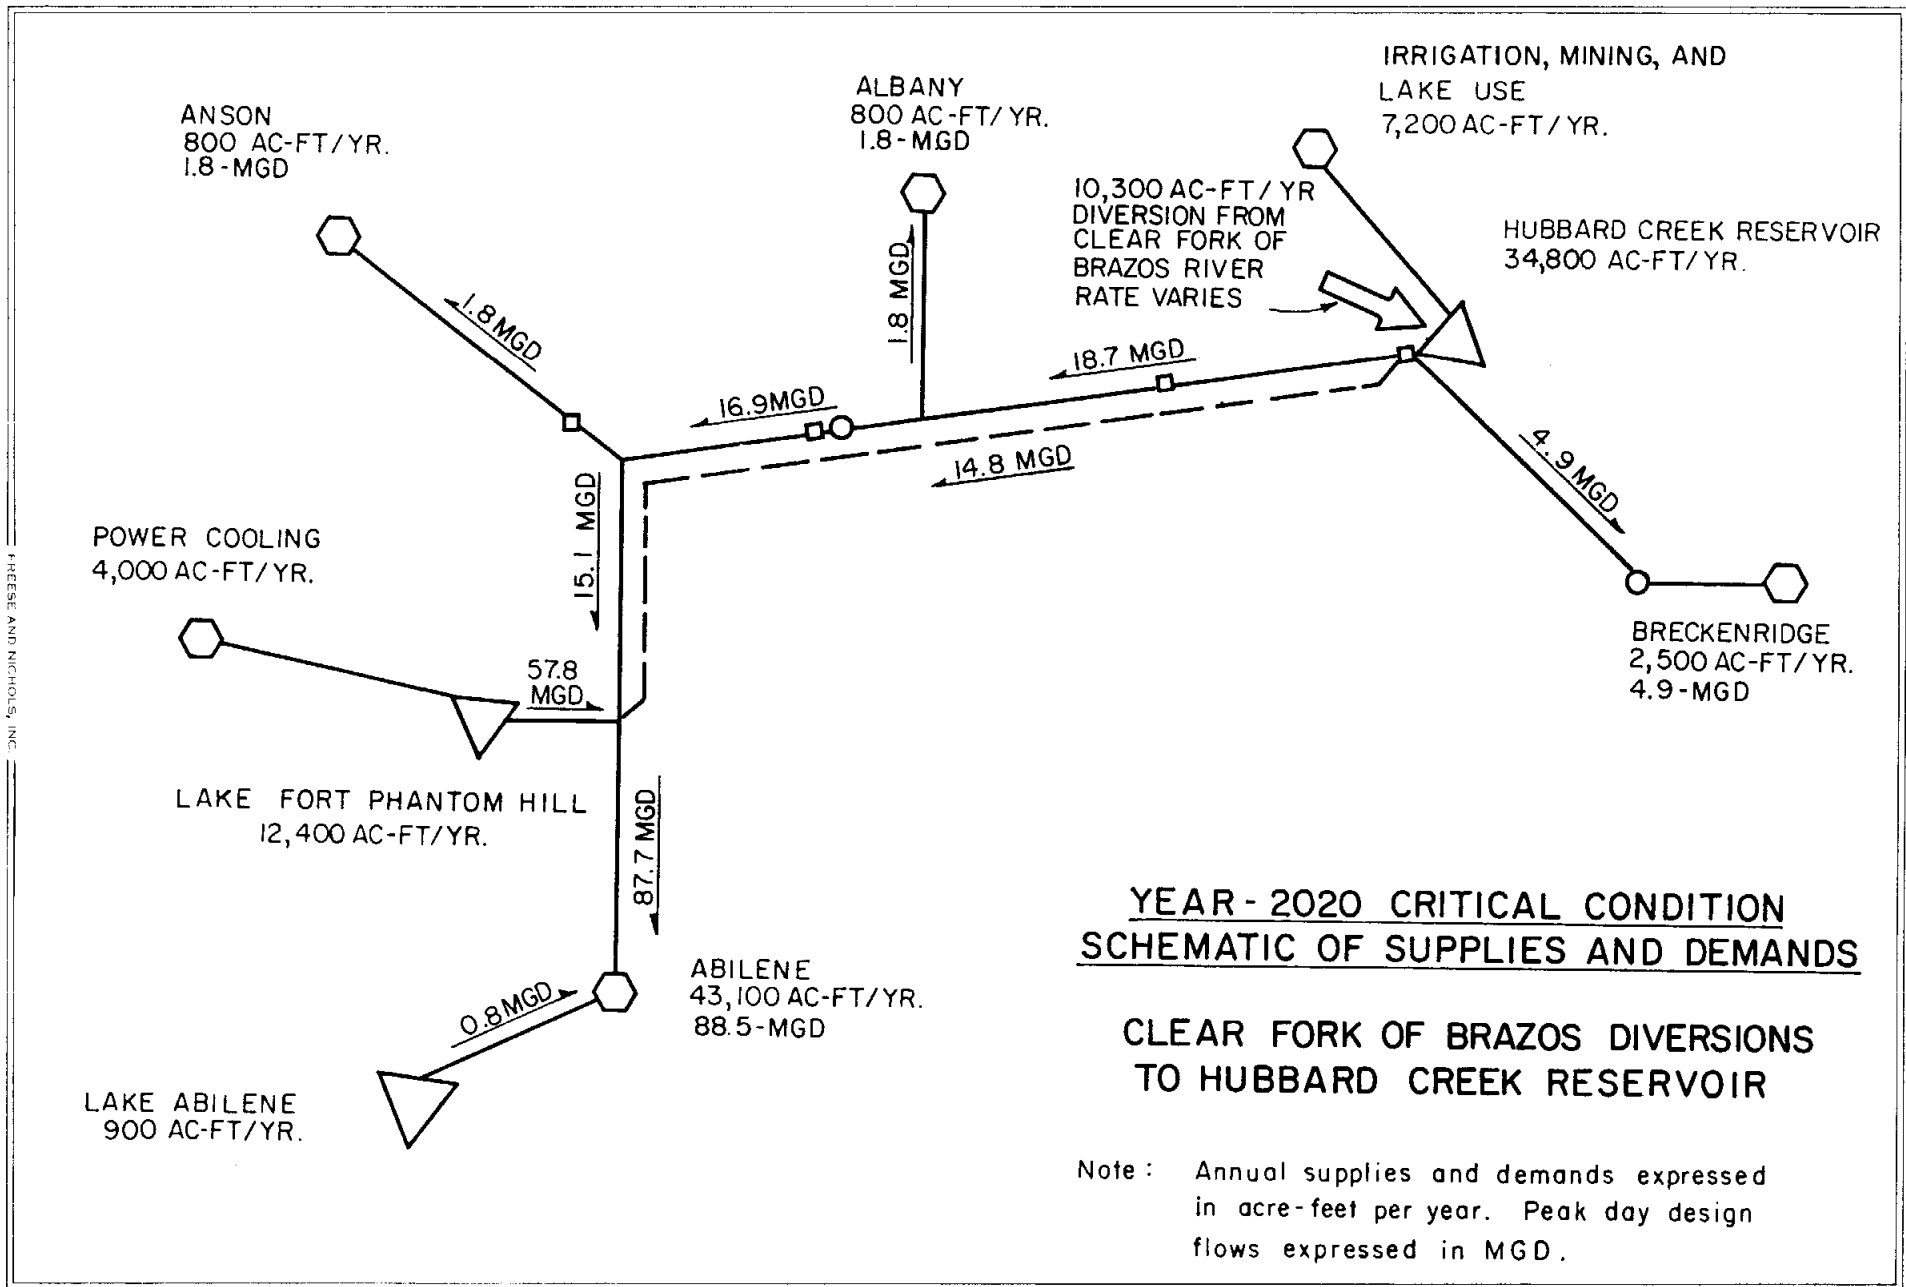 IRRIGATION, MINING, AND
LAKE USE
7,200 AC-FT/YR.
ALBANY
800 AC-FT/YR.
1.8-MGD
ANSON
800 AC-FT/YR.
1.8-MGD
10,300 AC-FT/YR
DIVERSION FROM
CLEAR FORK OF
BRAZOS RIVER
RATE VARIES
HUBBARD CREEK RESERVOIR
34,800 AC-FT/YR.
1.8 MGD
1.8 MGD
18.7 MGD
16.9MGD
14.8 MGD
4.9 MGD
15.1 MGD
POWER COOLING
4,000 AC-FT/YR.
57.8
MGD
BRECKENRIDGE
2,500 AC-FT/YR.
4.9-MGD
LAKE FORT PHANTOM HILL
12,400 AC-FT/YR.
87.7 MGD
ABILENE
43,100 AC-FT/YR.
88.5-MGD
0.8MGD
LAKE ABILENE
900 AC-FT/YR.
YEAR-2020 CRITICAL CONDITION
SCHEMATIC OF SUPPLIES AND DEMANDS
CLEAR FORK OF BRAZOS DIVERSIONS
TO HUBBARD CREEK RESERVOIR
Note: Annual supplies and demands expressed
in acre-feet per year. Peak day design
flows expressed in MGD.
FREESE AND NICHOLS, INC.